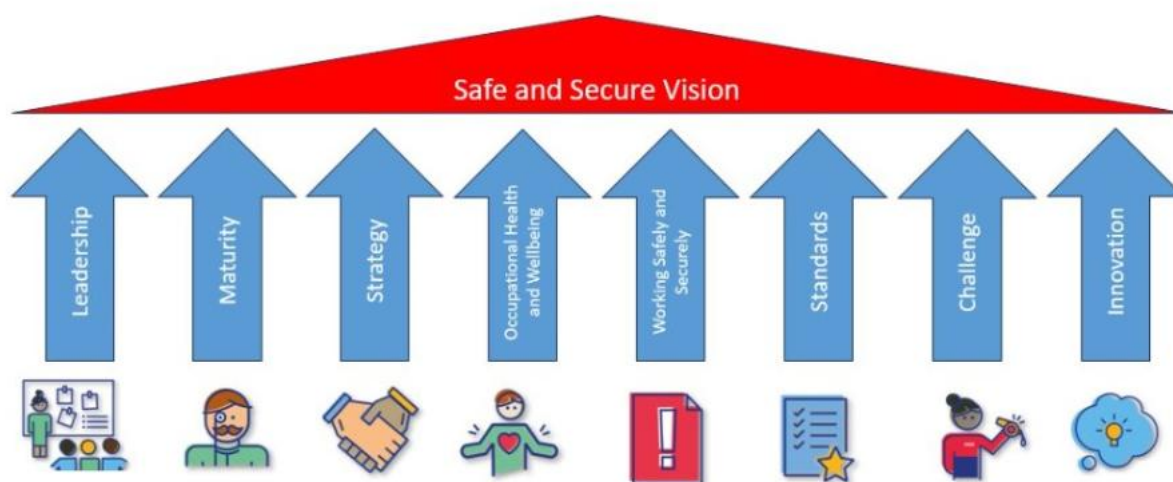 Safe and Secure Vision
Leadership
Maturity
Strategy
Occupational Health
and Wellbeing
Working Safely and
Securely
Standards
Challenge
Innovation